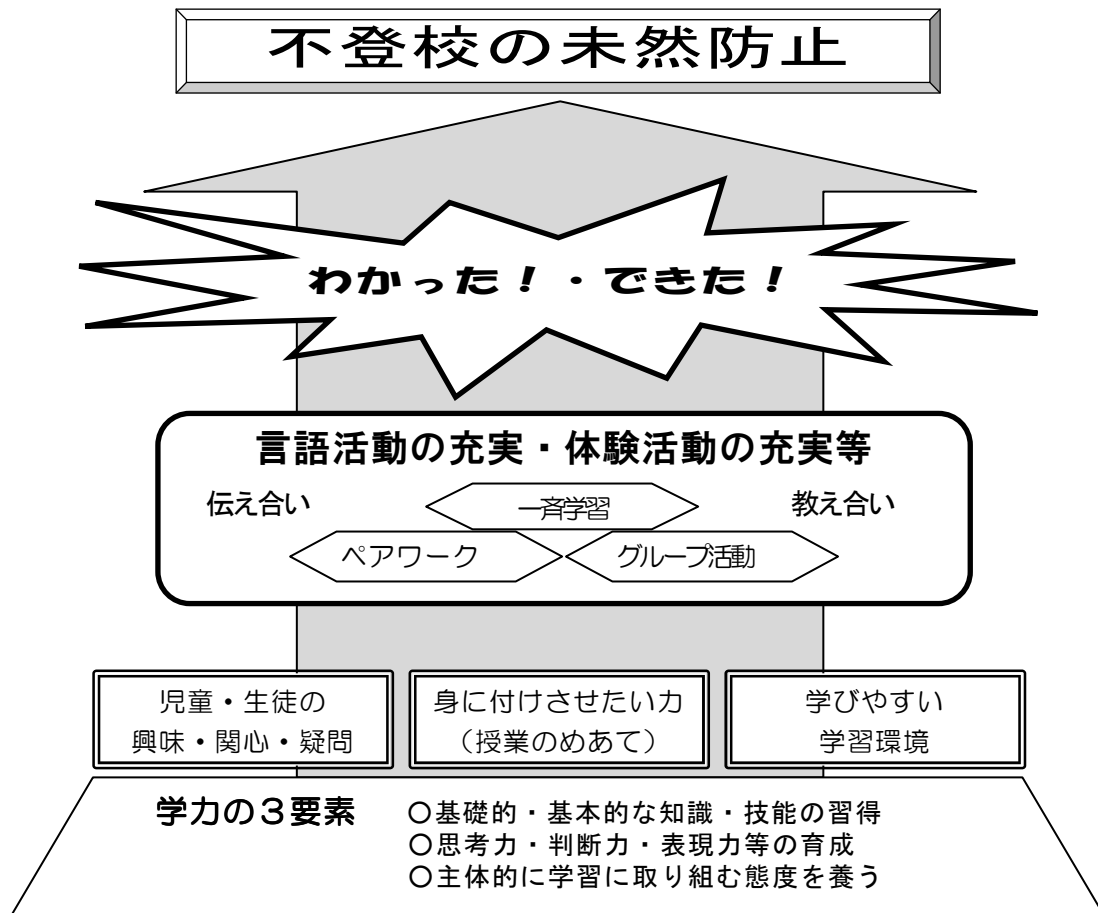 不登校の未然防止
わかった！・できた！
言語活動の充実・体験活動の充実等
伝え合い
一斉学習
教え合い
ペアワーク
グループ活動
児童・生徒の
興味・関心・疑問
身に付けさせたい力
（授業のめあて）
学びやすい
学習環境
学力の３要素
○基礎的・基本的な知識・技能の習得
○思考力・判断力・表現力等の育成
○主体的に学習に取り組む態度を養う